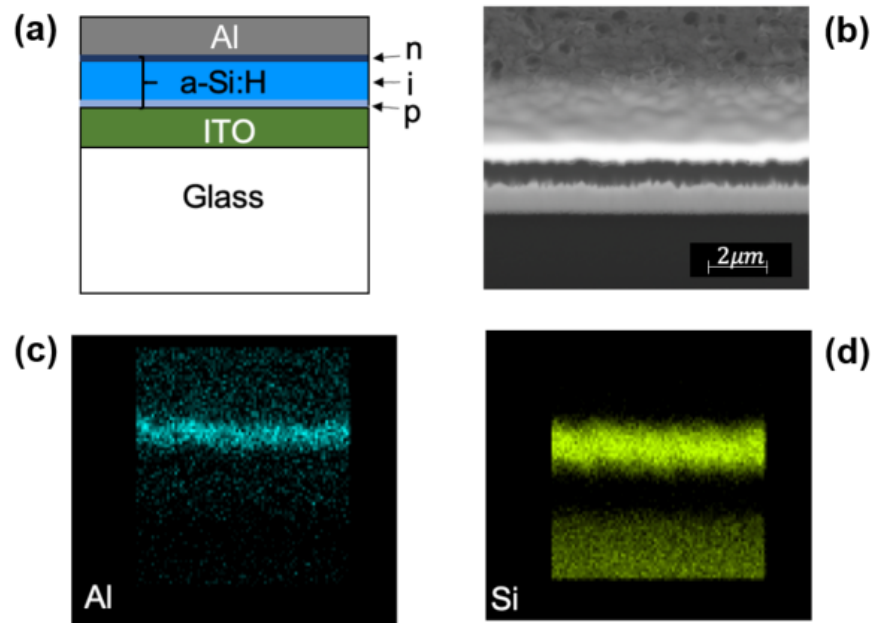 (a)
Al
n
a-Si:H
i
p
ITO
Glass
(b)
2μm
(c)
Al
(d)
Si